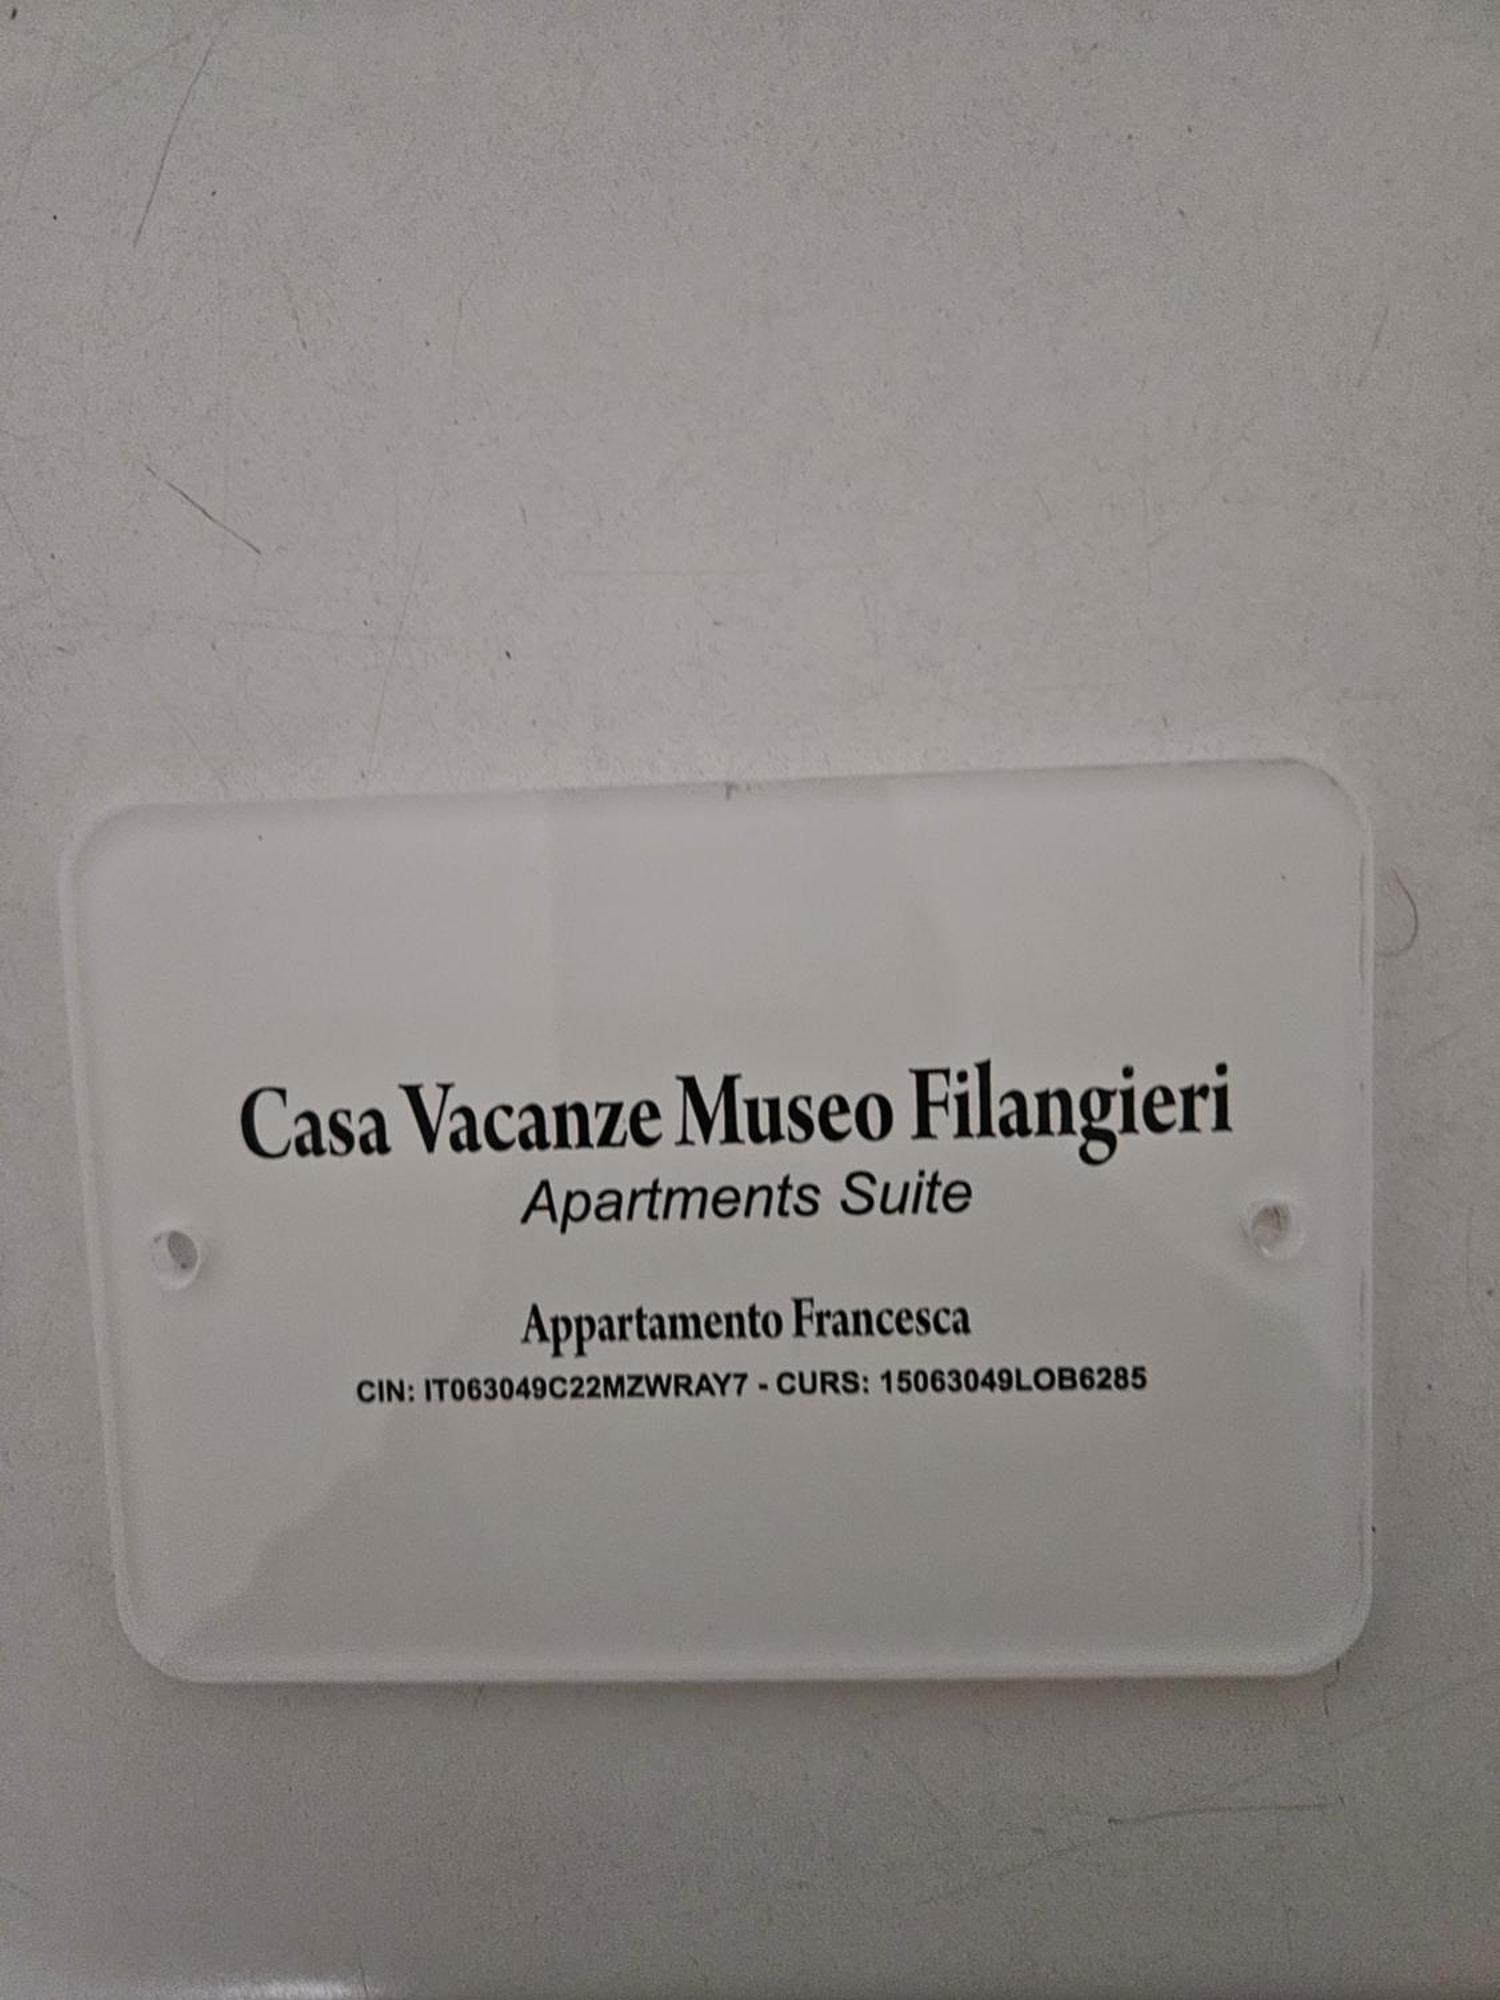 Casa Vacanze Museo Filangieri
Apartments Suite
Appartamento Francesca
CIN: IT063049C22MZWRAY7 - CURS: 15063049LOB6285